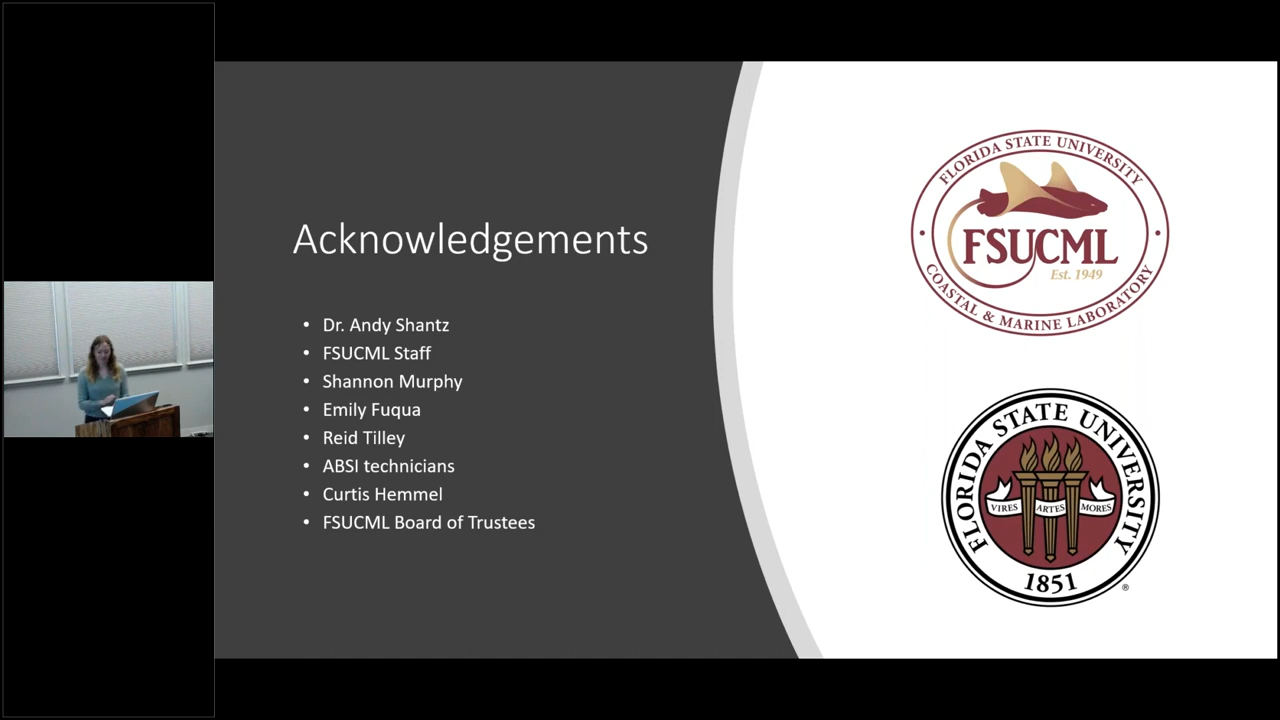 Acknowledgements
• Dr. Andy Shantz
• FSUCML Staff
• Shannon Murphy
• Emily Fuqua
• Reid Tilley
• ABSI technicians
• Curtis Hemmel
• FSUCML Board of Trustees
FLORIDA STATE UNIVERSITY
FSUCML
Est. 1949
COASTAL & MARINE LABORATORY
FLORIDA STATE UNIVERSITY
VIRES ARTES MORES
1851
®